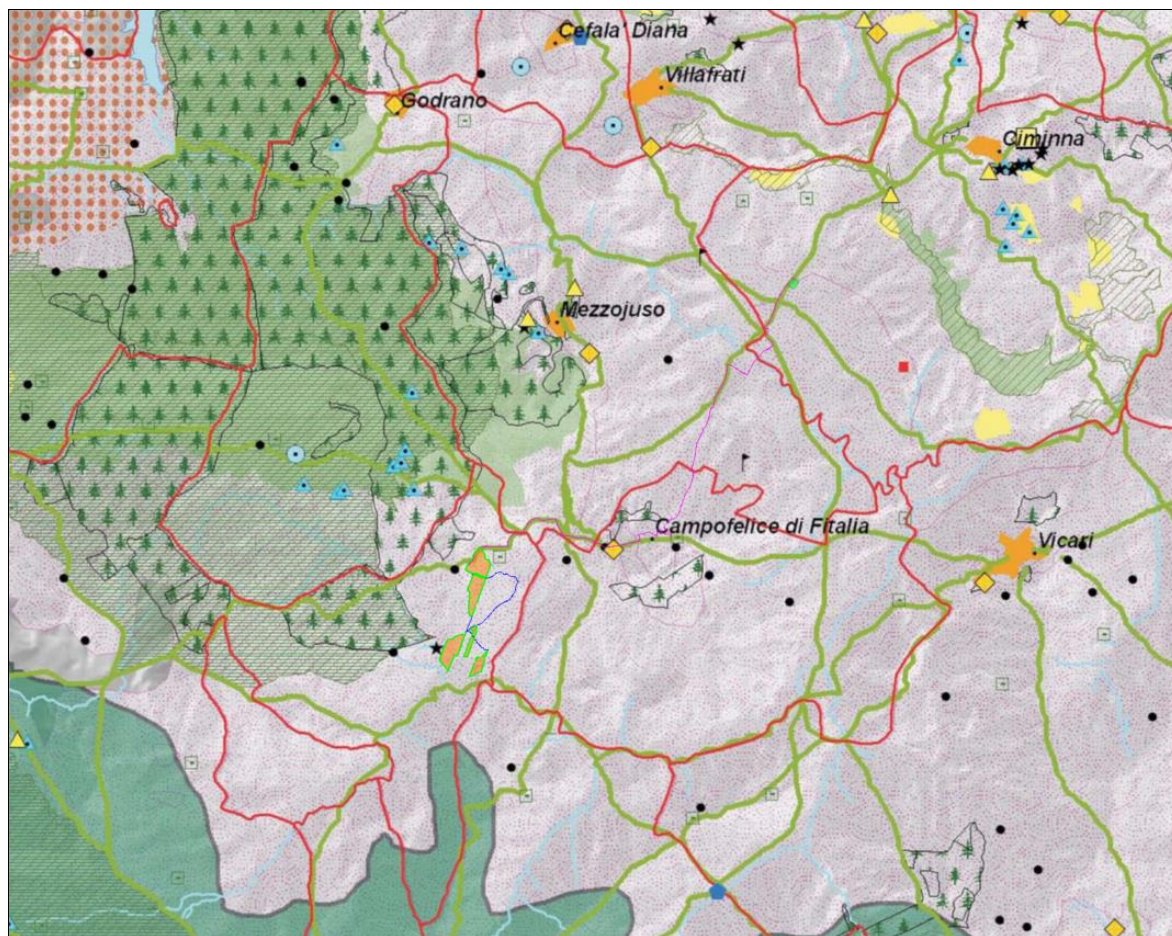 Cefala' Diana
Villafrati
Godrano
Ciminna
Mezzojuso
Campofelice di Fitalia
Vicari